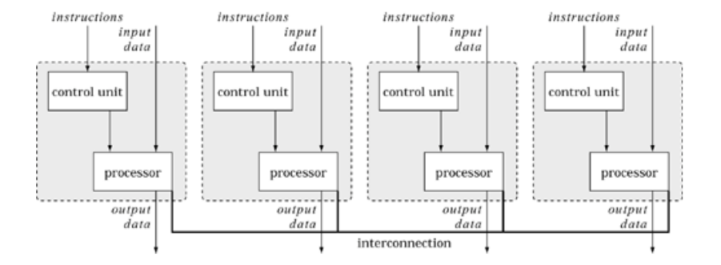 instructions instructions instructions instructions
input input input input
data data data data
control unit control unit control unit control unit
processor processor processor processor
output output output output
data data data data
interconnection